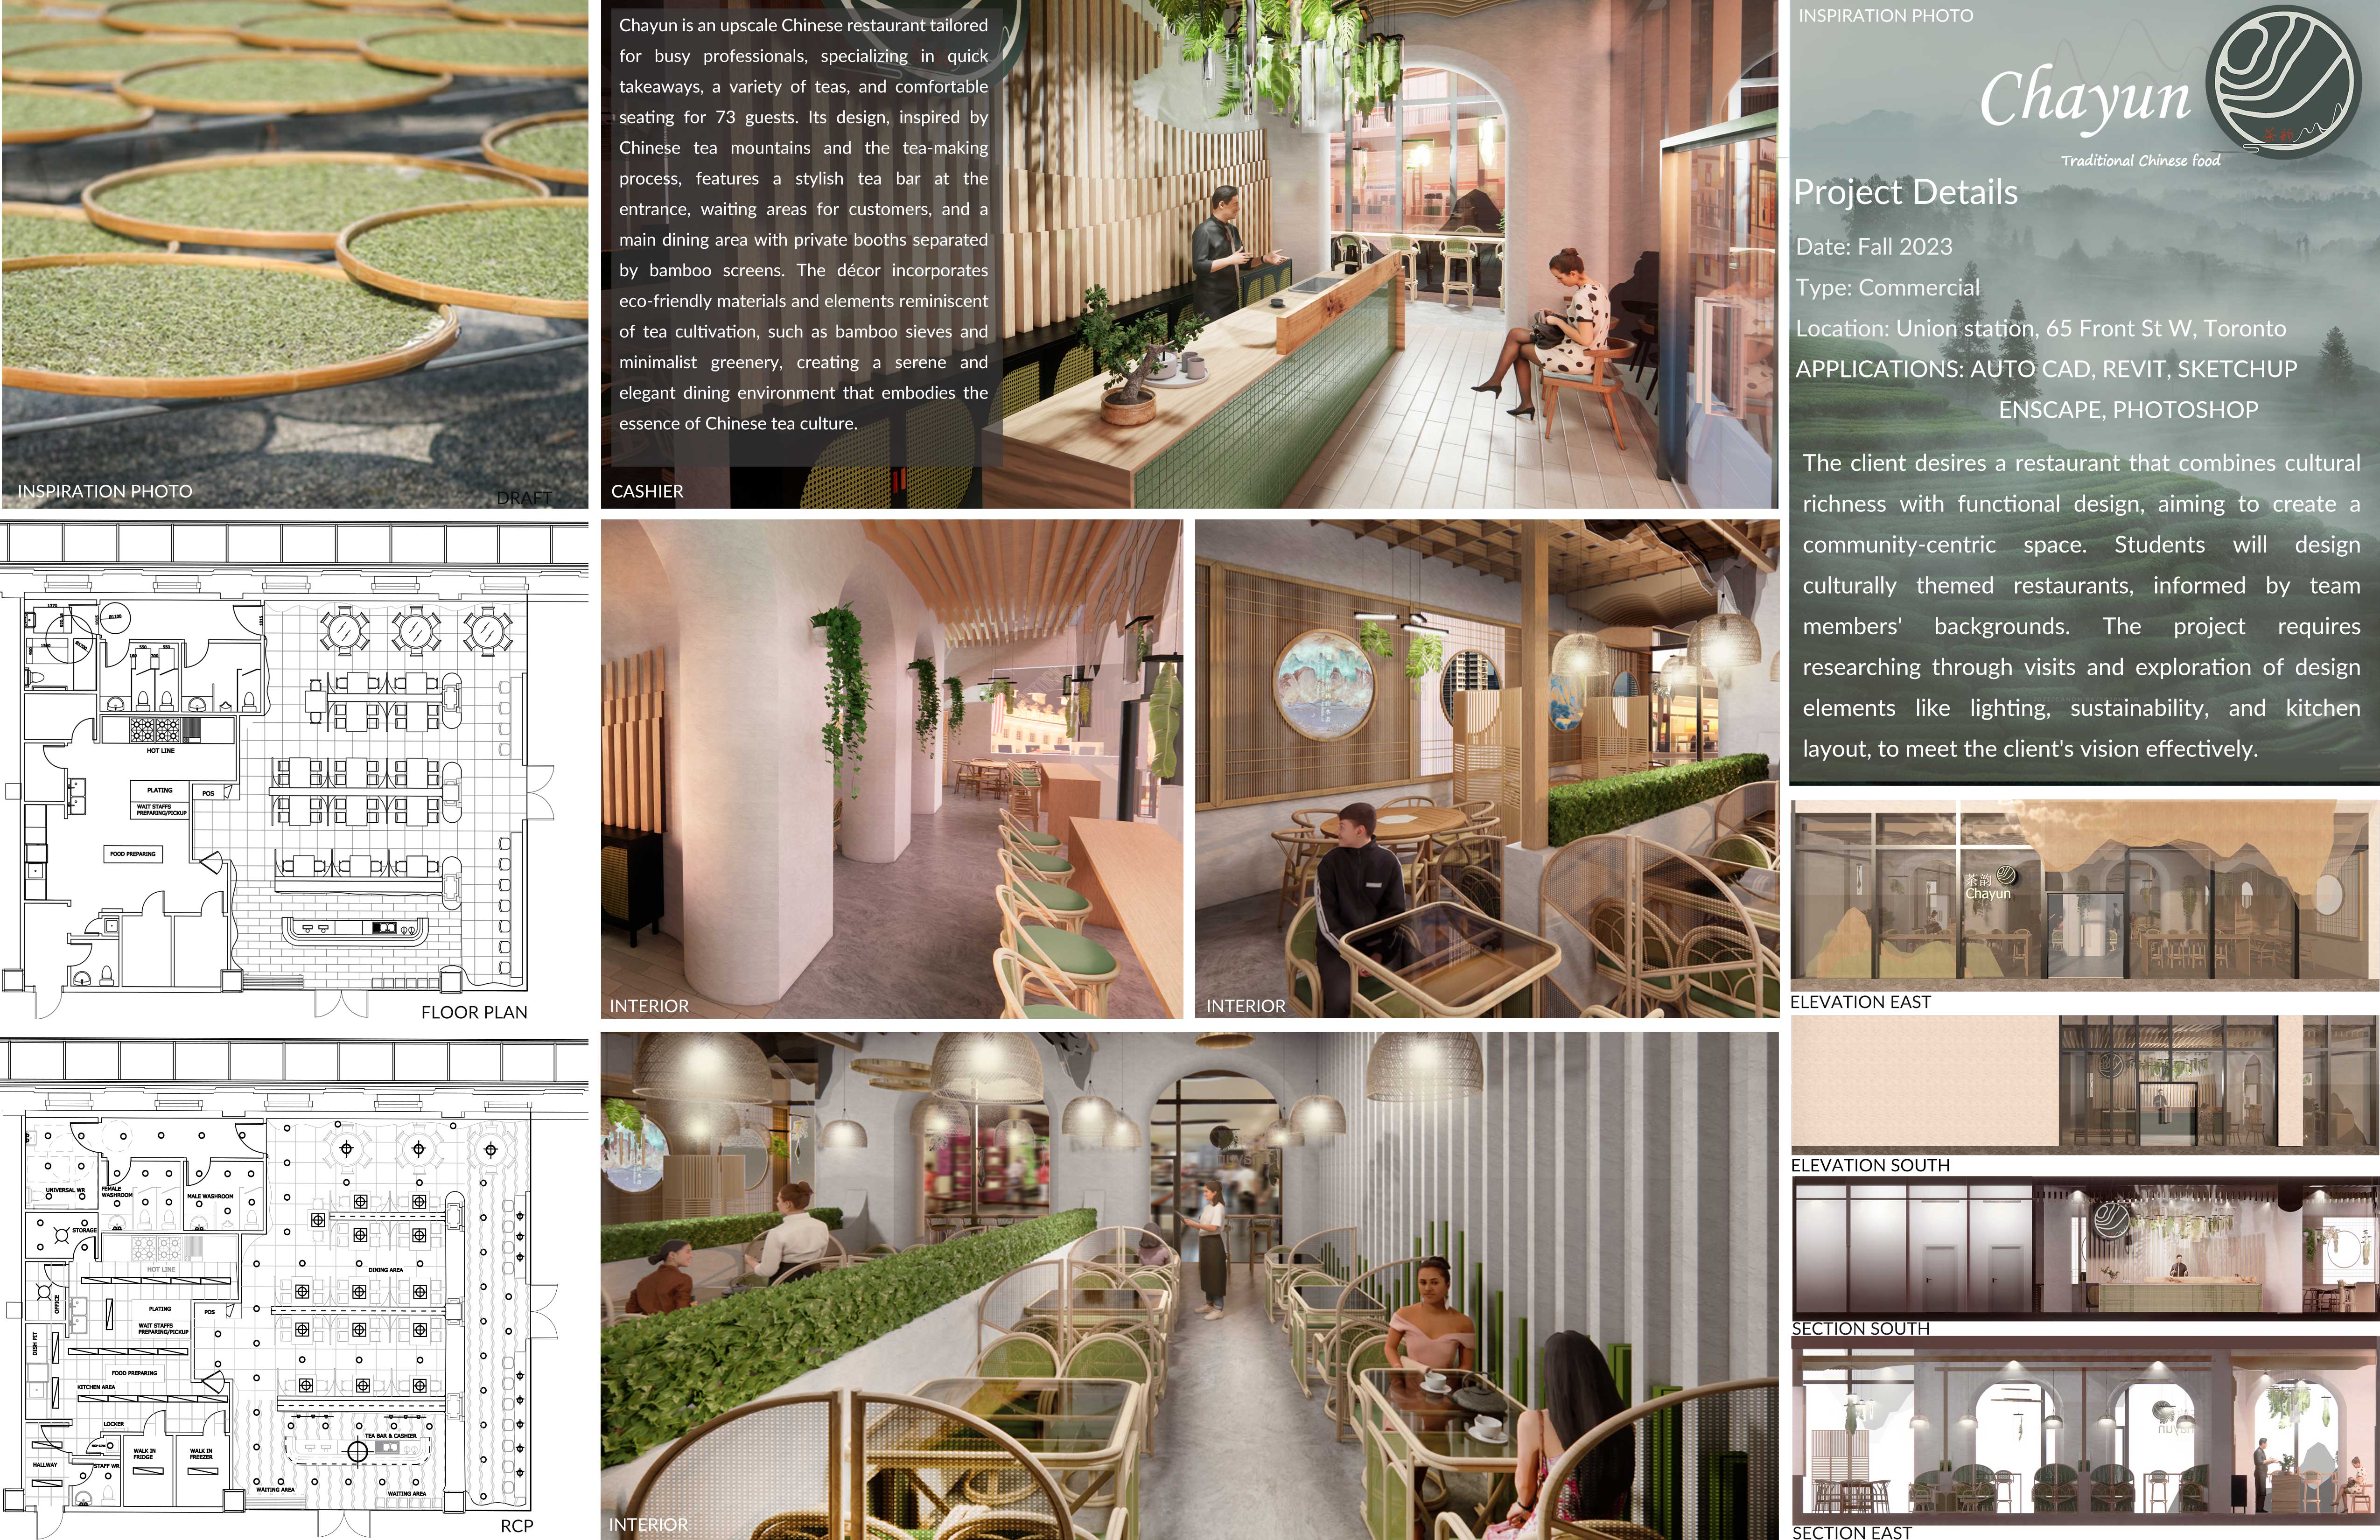 INSPIRATION PHOTO
DRAFT
Chayun is an upscale Chinese restaurant tailored
for busy professionals, specializing in quick
takeaways, a variety of teas, and comfortable
seating for 73 guests. Its design, inspired by
Chinese tea mountains and the tea-making
process, features a stylish tea bar at the
entrance, waiting areas for customers, and a
main dining area with private booths separated
by bamboo screens. The décor incorporates
eco-friendly materials and elements reminiscent
of tea cultivation, such as bamboo sieves and
minimalist greenery, creating a serene and
elegant dining environment that embodies the
essence of Chinese tea culture.
CASHIER
INSPIRATION PHOTO
Chayun
茶韵
Traditional Chinese food
Project Details
Date: Fall 2023
Type: Commercial
Location: Union station, 65 Front St W, Toronto
APPLICATIONS: AUTO CAD, REVIT, SKETCHUP
ENSCAPE, PHOTOSHOP
The client desires a restaurant that combines cultural
richness with functional design, aiming to create a
community-centric space. Students will design
culturally themed restaurants, informed by team
members' backgrounds. The project requires
researching through visits and exploration of design
elements like lighting, sustainability, and kitchen
layout, to meet the client's vision effectively.
HOT LINE
PLATING
POS
WAIT STAFFS
PREPARING/PICKUP
FOOD PREPARING
FLOOR PLAN
INTERIOR
INTERIOR
茶韵
Chayun
ELEVATION EAST
ELEVATION SOUTH
SECTION SOUTH
SECTION EAST
UNIVERSAL WR
FEMALE
WASHROOM
MALE WASHROOM
STORAGE
HOT LINE
DINING AREA
OFFICE
PLATING
POS
WAIT STAFFS
PREPARING/PICKUP
DISH PIT
FOOD PREPARING
KITCHEN AREA
LOCKER
TEA BAR & CASHIER
WALK IN
FRIDGE
WALK IN
FREEZER
HALLWAY
STAFF WR
WAITING AREA
WAITING AREA
RCP
INTERIOR